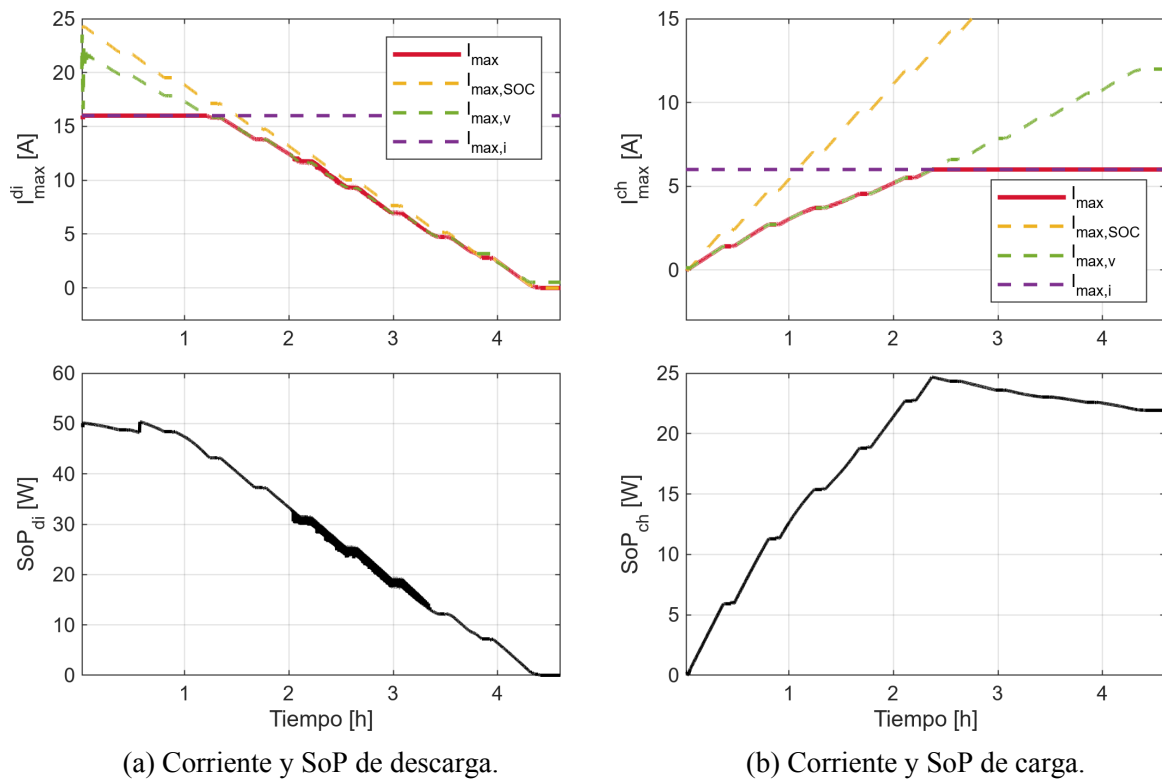 25
20
15
10
5
0
I^di_max [A]
I_max
I_max,SOC
I_max,v
I_max,i
1 2 3 4
15
10
5
0
I^ch_max [A]
I_max
I_max,SOC
I_max,v
I_max,i
1 2 3 4
60
50
40
30
20
10
0
SoP_di [W]
1 2 3 4
Tiempo [h]
25
20
15
10
5
0
SoP_ch [W]
1 2 3 4
Tiempo [h]
(a) Corriente y SoP de descarga.
(b) Corriente y SoP de carga.